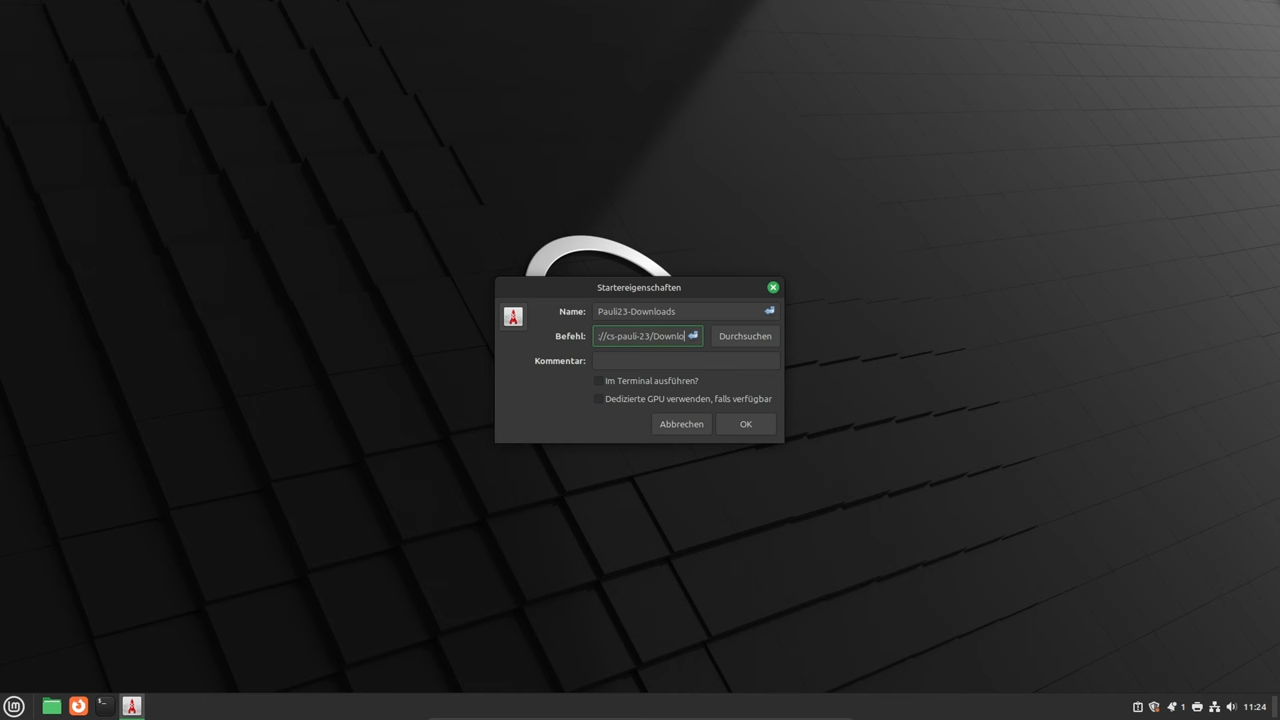 Startereigenschaften
Name: Pauli23-Downloads
Befehl: ://cs-pauli-23/Downlo Durchsuchen
Kommentar:
Im Terminal ausführen?
Dedizierte GPU verwenden, falls verfügbar
Abbrechen OK
1 11:24